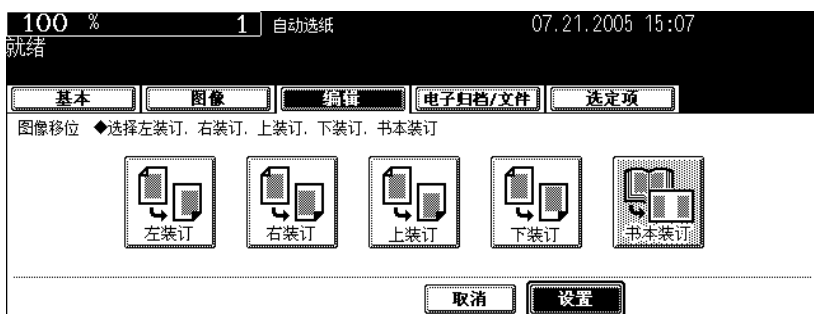 100 % 1 自动选纸 07.21.2005 15:07
就绪
基本 图像 编辑 电子归档/文件 选定项
图像移位 ◆选择左装订, 右装订, 上装订, 下装订, 书本装订
左装订 右装订 上装订 下装订 书本装订
取消 设置